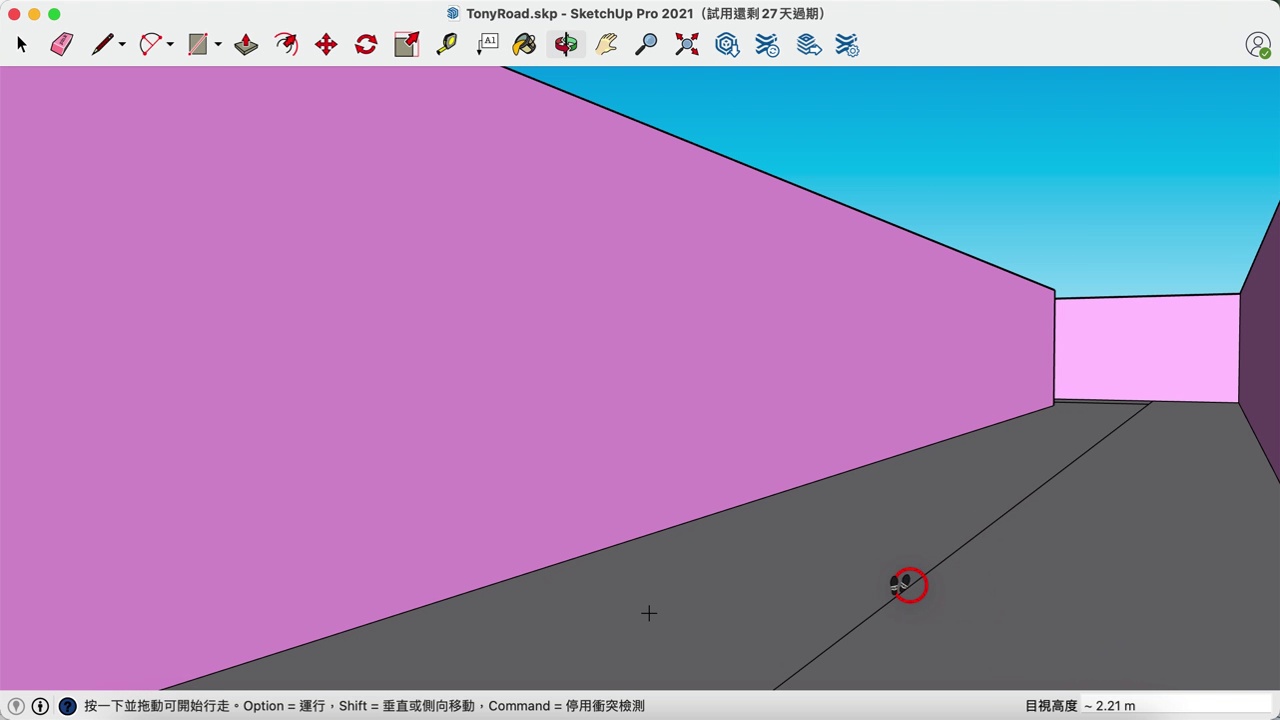 TonyRoad.skp - SketchUp Pro 2021（試用還剩 27 天過期）
A1
按一下並拖動可開始行走。Option = 運行，Shift = 垂直或側向移動，Command = 停用衝突檢測
目視高度 ~ 2.21 m